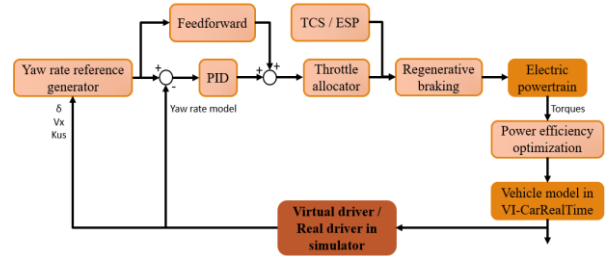 Feedforward
TCS / ESP
Yaw rate reference
generator
+
-
PID
+
+
Throttle
allocator
Regenerative
braking
Electric
powertrain
δ
Vx
Kus
Yaw rate model
Torques
Power efficiency
optimization
Vehicle model in
VI-CarRealTime
Virtual driver /
Real driver in
simulator